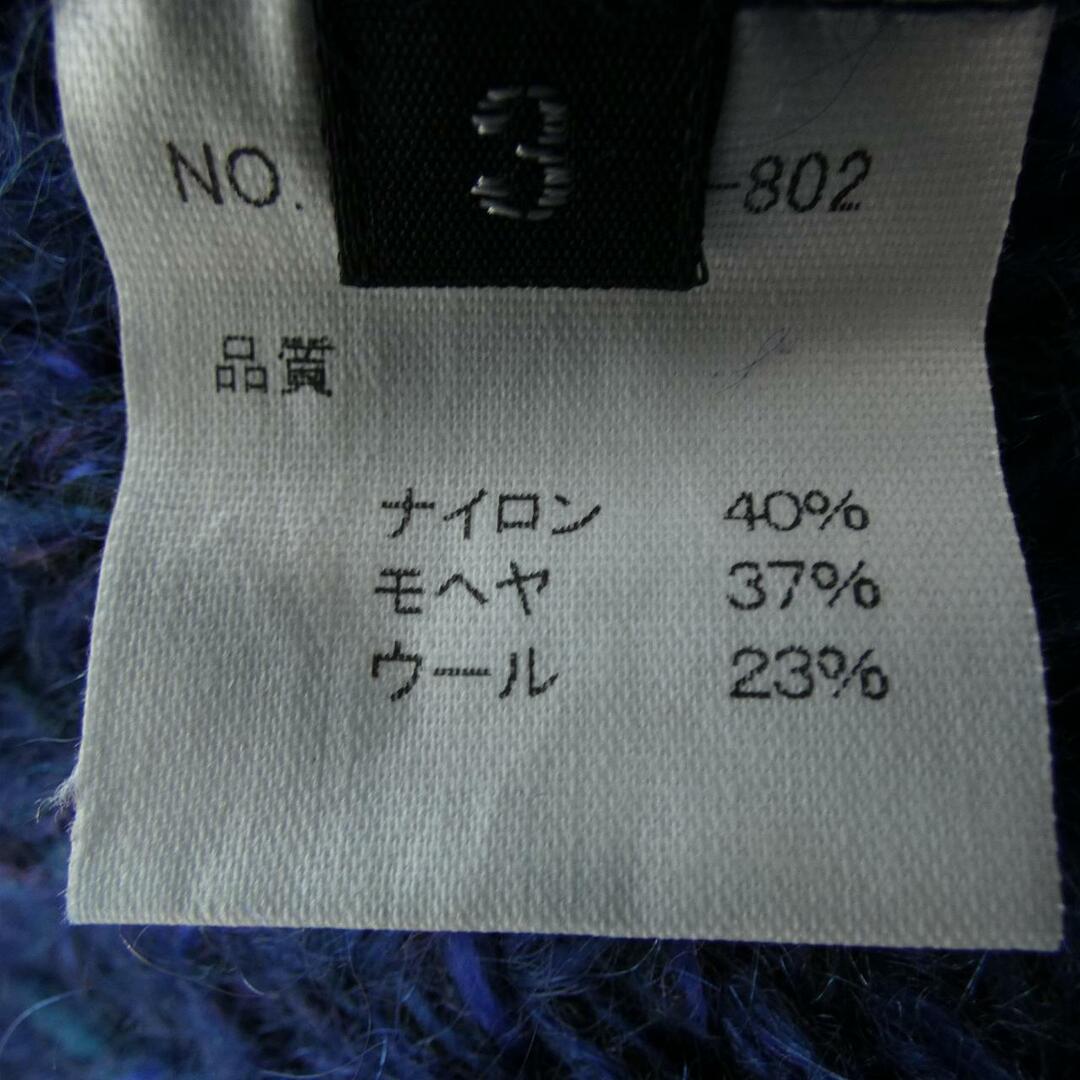 3
NO. -802
品質
ナイロン 40%
モヘヤ 37%
ウール 23%